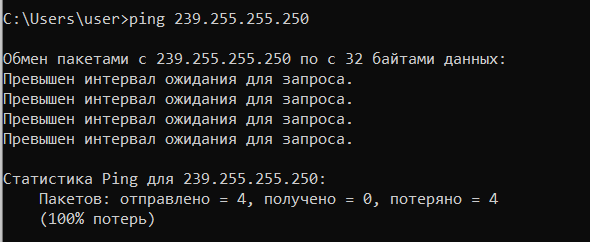 C:\Users\user>ping 239.255.255.250
Обмен пакетами с 239.255.255.250 по с 32 байтами данных:
Превышен интервал ожидания для запроса.
Превышен интервал ожидания для запроса.
Превышен интервал ожидания для запроса.
Превышен интервал ожидания для запроса.
Статистика Ping для 239.255.255.250:
Пакетов: отправлено = 4, получено = 0, потеряно = 4
(100% потерь)